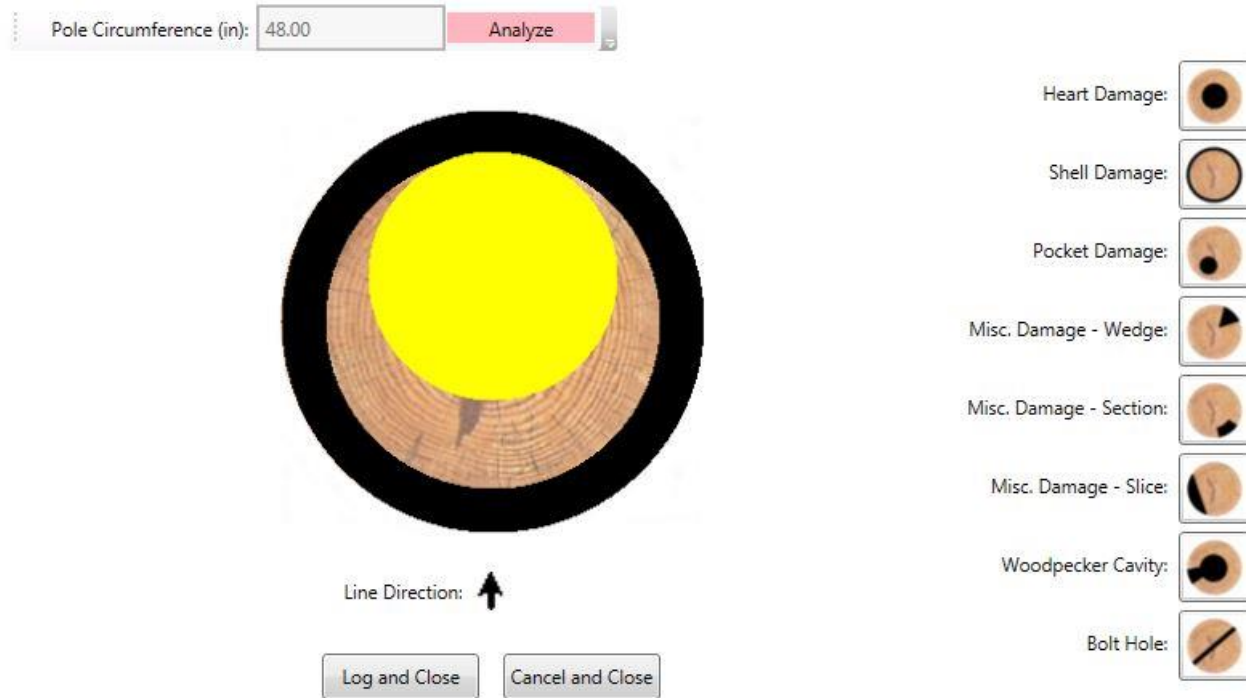 Pole Circumference (in): 48.00 Analyze
Heart Damage:
Shell Damage:
Pocket Damage:
Misc. Damage - Wedge:
Misc. Damage - Section:
Misc. Damage - Slice:
Woodpecker Cavity:
Bolt Hole:
Line Direction:
Log and Close Cancel and Close